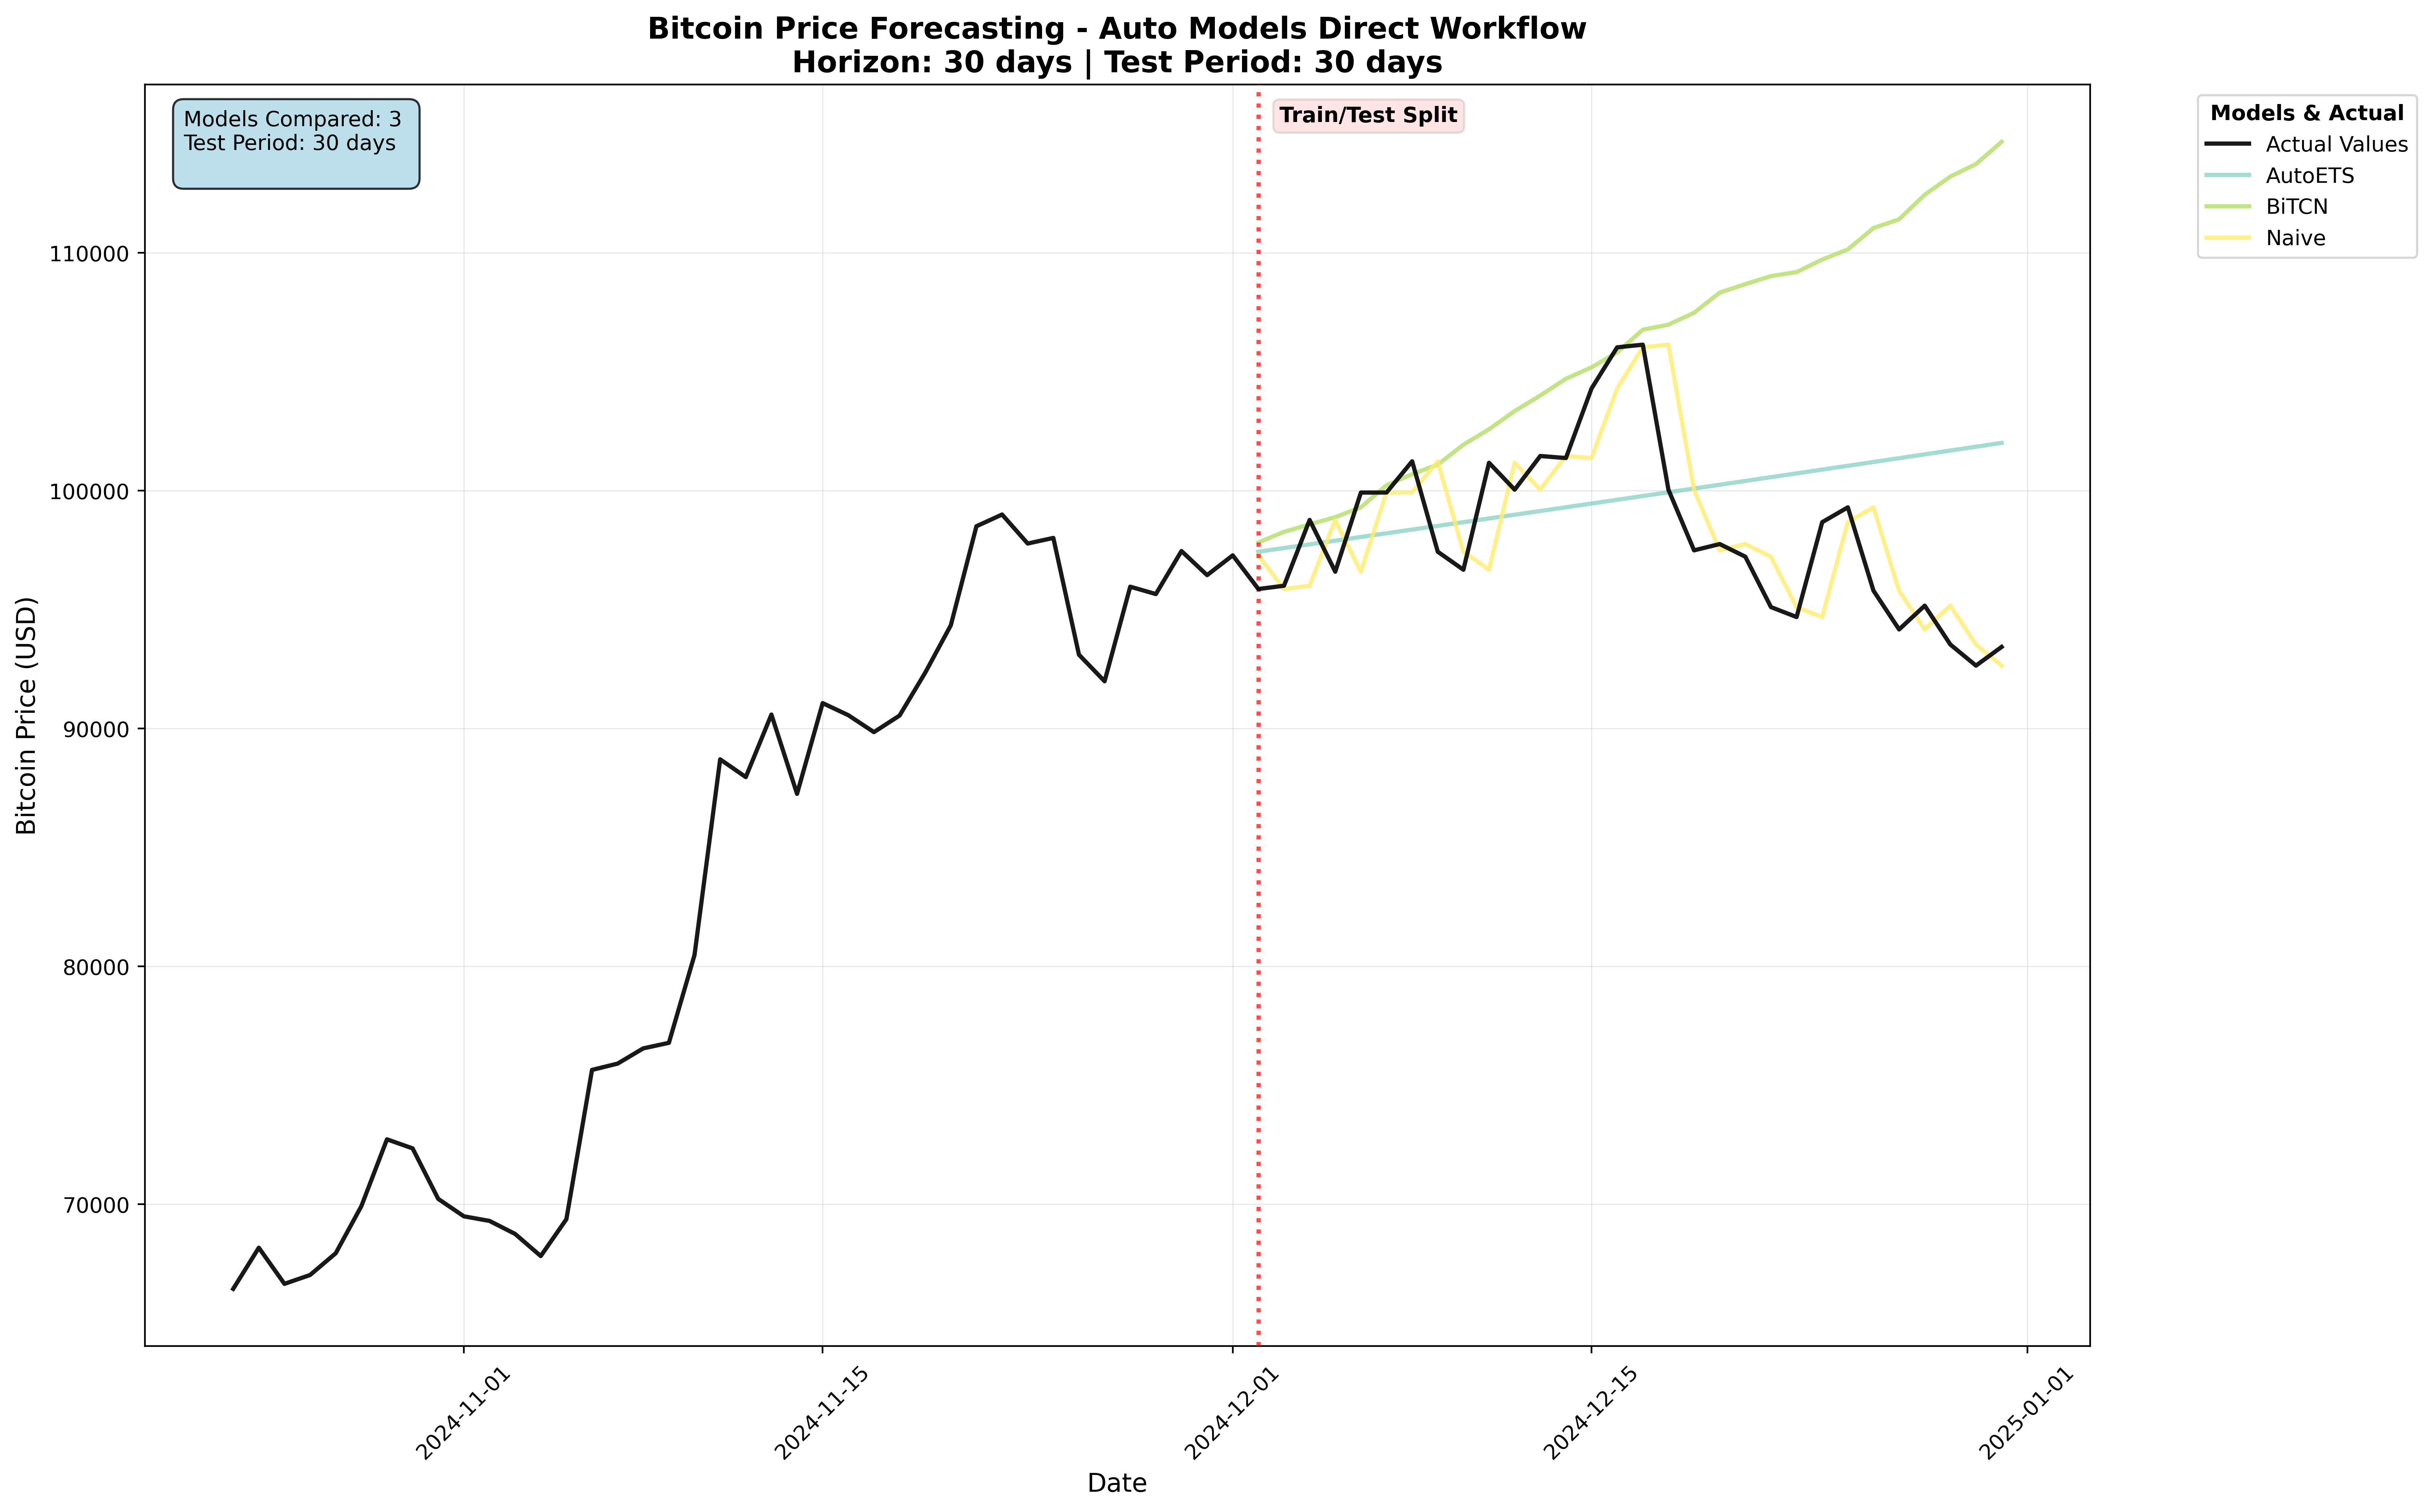 Bitcoin Price Forecasting - Auto Models Direct Workflow
Horizon: 30 days | Test Period: 30 days
Models Compared: 3
Test Period: 30 days
Train/Test Split
Models & Actual
Actual Values
AutoETS
BiTCN
Naive
Bitcoin Price (USD)
110000
100000
90000
80000
70000
2024-11-01
2024-11-15
2024-12-01
2024-12-15
2025-01-01
Date